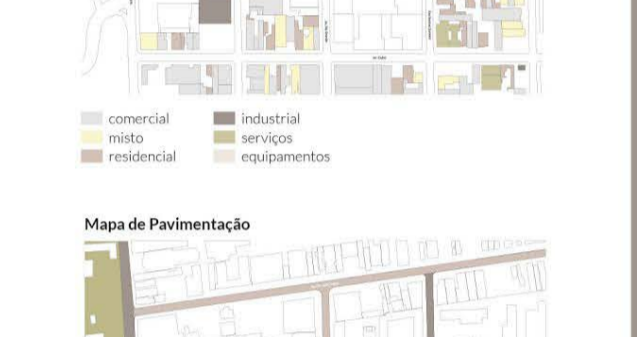 comercial
industrial
misto
serviços
residencial
equipamentos
Mapa de Pavimentação